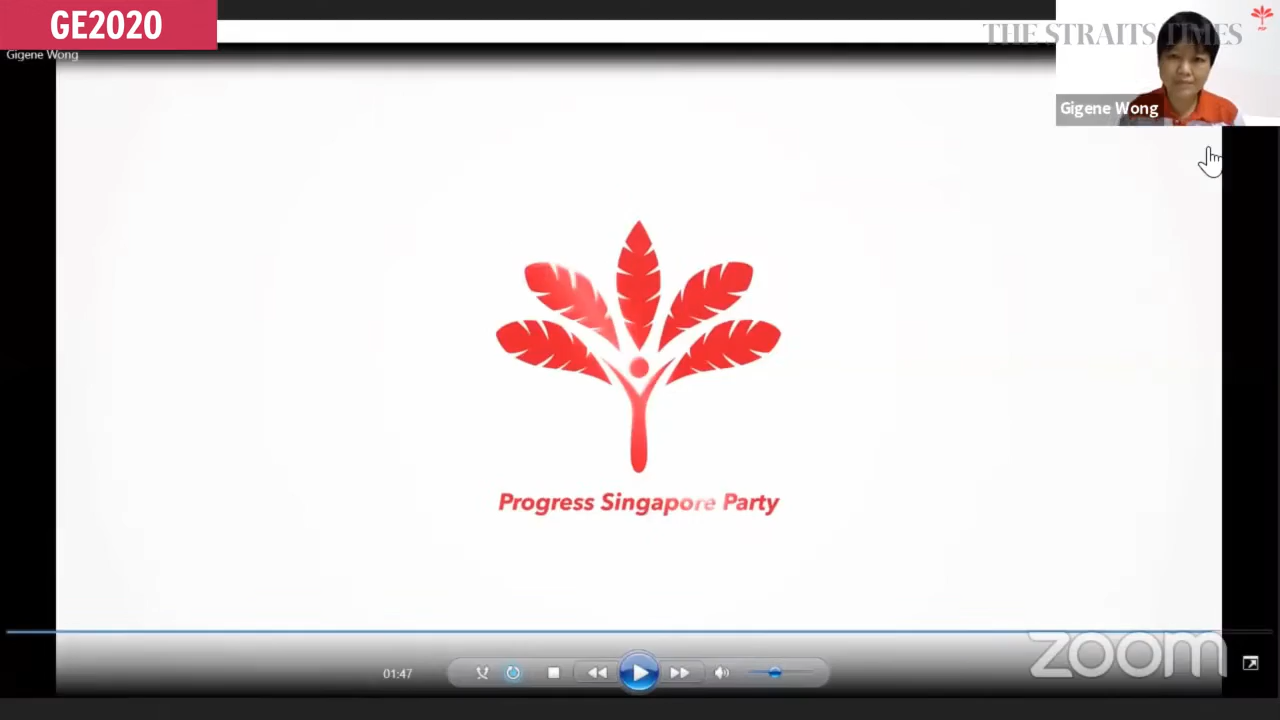 GE2020
THE STRAITS TIMES
Gigene Wong
Gigene Wong
Progress Singapore Party
01:47
zoom